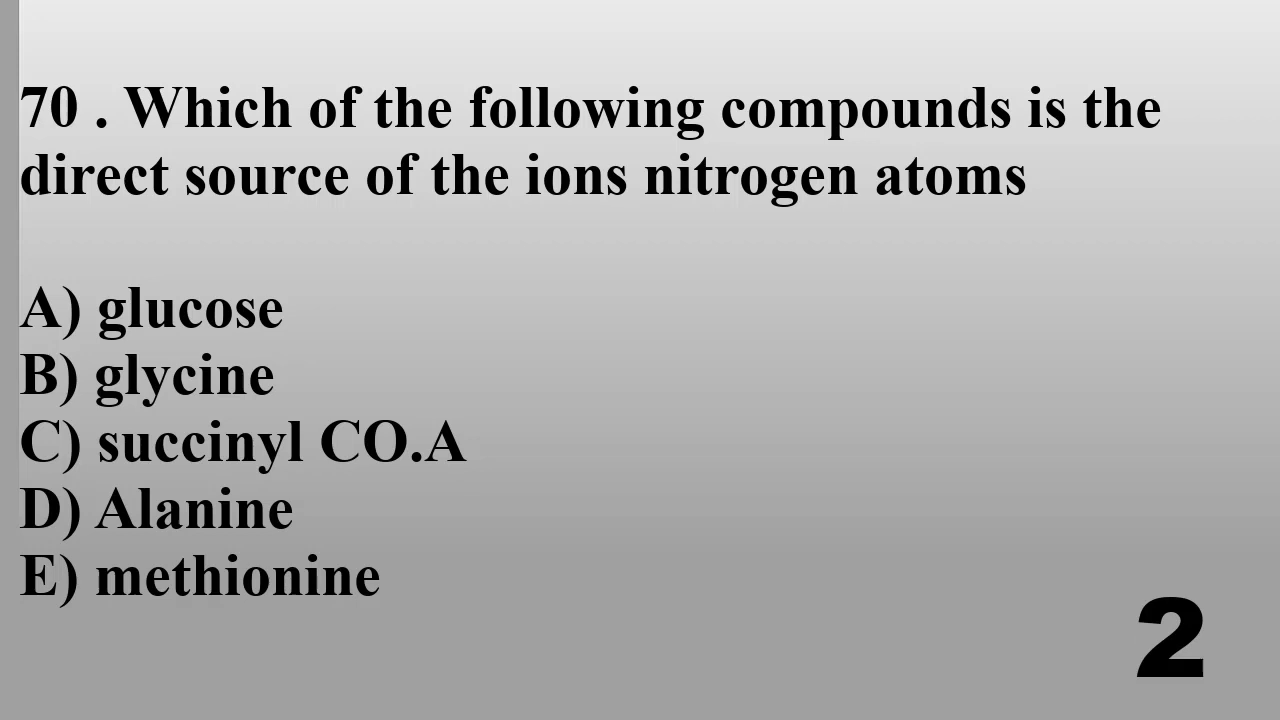 70 . Which of the following compounds is the
direct source of the ions nitrogen atoms
A) glucose
B) glycine
C) succinyl CO.A
D) Alanine
E) methionine
2